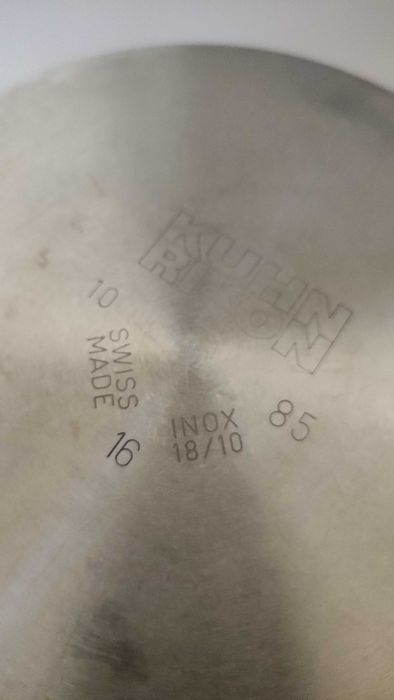 KUHN
RIKON
10
SWISS
MADE
16
INOX
18/10
85